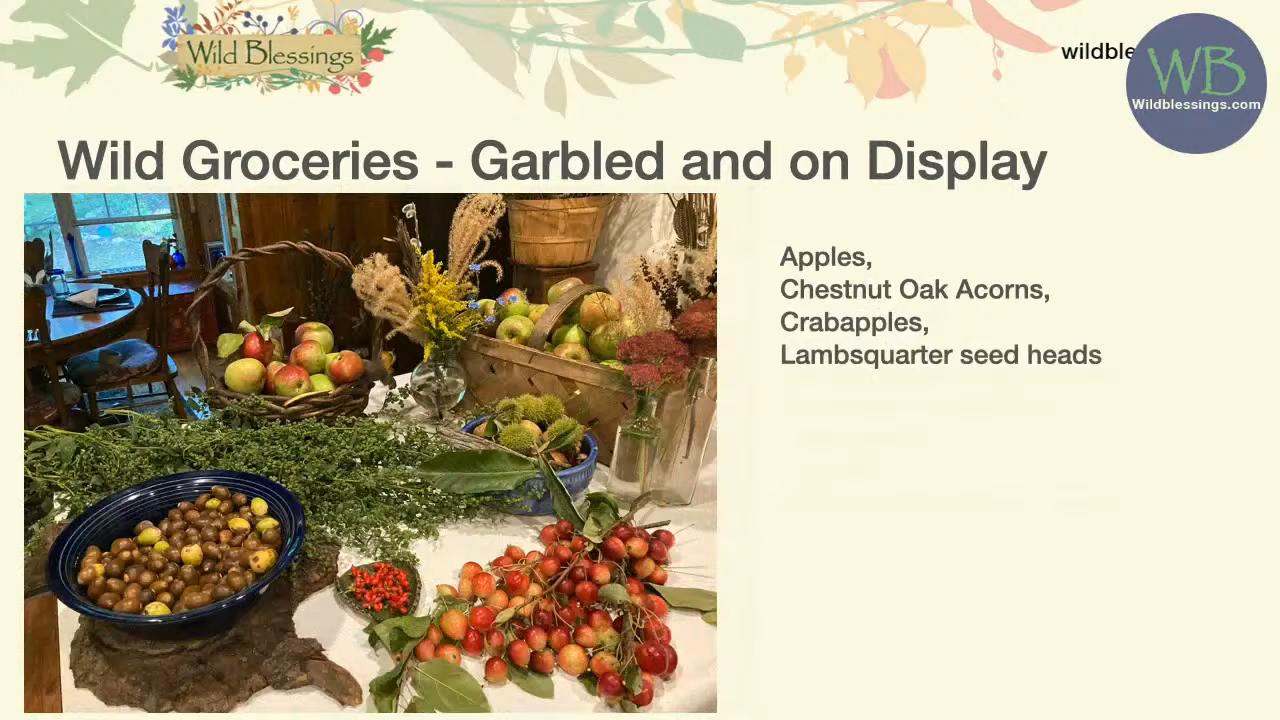 Wild Blessings
wildble
WB
Wildblessings.com
Wild Groceries - Garbled and on Display
Apples,
Chestnut Oak Acorns,
Crabapples,
Lambsquarter seed heads